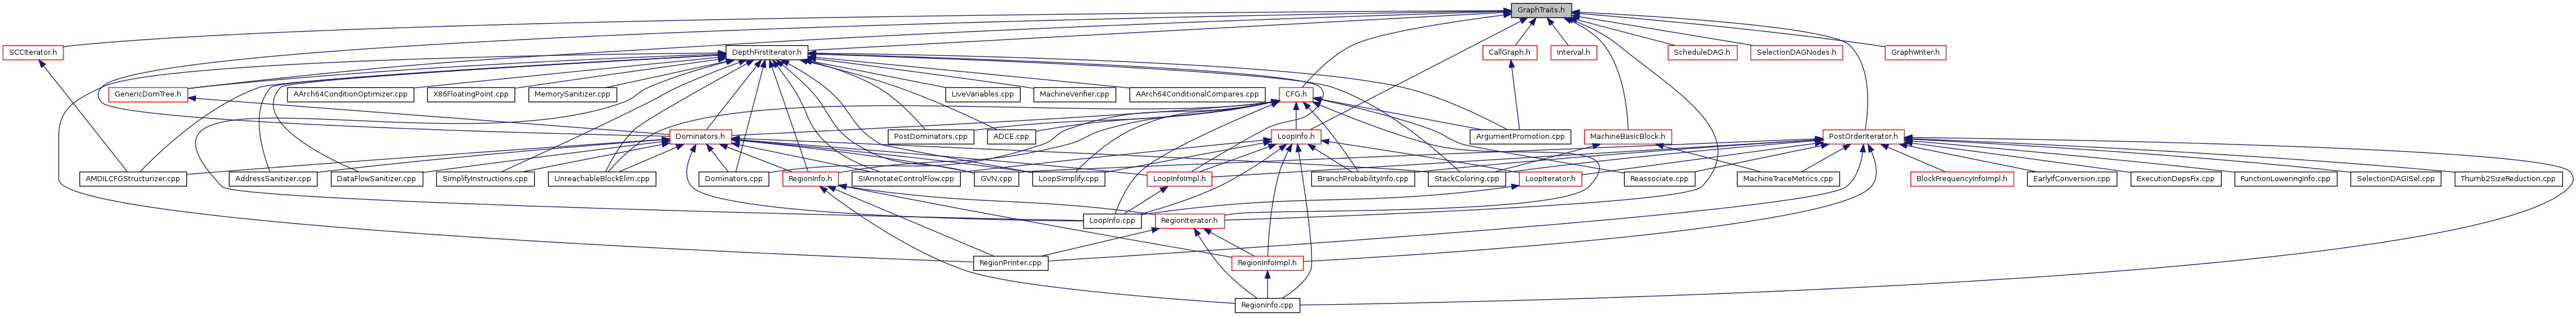 GraphTraits.h
SCCIterator.h
DepthFirstIterator.h
CallGraph.h
Interval.h
ScheduleDAG.h
SelectionDAGNodes.h
GraphWriter.h
GenericDomTree.h
AArch64ConditionOptimizer.cpp
X86FloatingPoint.cpp
MemorySanitizer.cpp
LiveVariables.cpp
MachineVerifier.cpp
AArch64ConditionalCompares.cpp
CFG.h
Dominators.h
PostDominators.cpp
ADCE.cpp
LoopInfo.h
ArgumentPromotion.cpp
MachineBasicBlock.h
PostOrderIterator.h
AMDILCFGStructurizer.cpp
AddressSanitizer.cpp
DataFlowSanitizer.cpp
SimplifyInstructions.cpp
UnreachableBlockElim.cpp
Dominators.cpp
RegionInfo.h
SIAnnotateControlFlow.cpp
GVN.cpp
LoopSimplify.cpp
LoopInfoImpl.h
BranchProbabilityInfo.cpp
StackColoring.cpp
LoopIterator.h
Reassociate.cpp
MachineTraceMetrics.cpp
BlockFrequencyInfoImpl.h
EarlyIfConversion.cpp
ExecutionDepsFix.cpp
FunctionLoweringInfo.cpp
SelectionDAGISel.cpp
Thumb2SizeReduction.cpp
LoopInfo.cpp
RegionIterator.h
RegionPrinter.cpp
RegionInfoImpl.h
RegionInfo.cpp